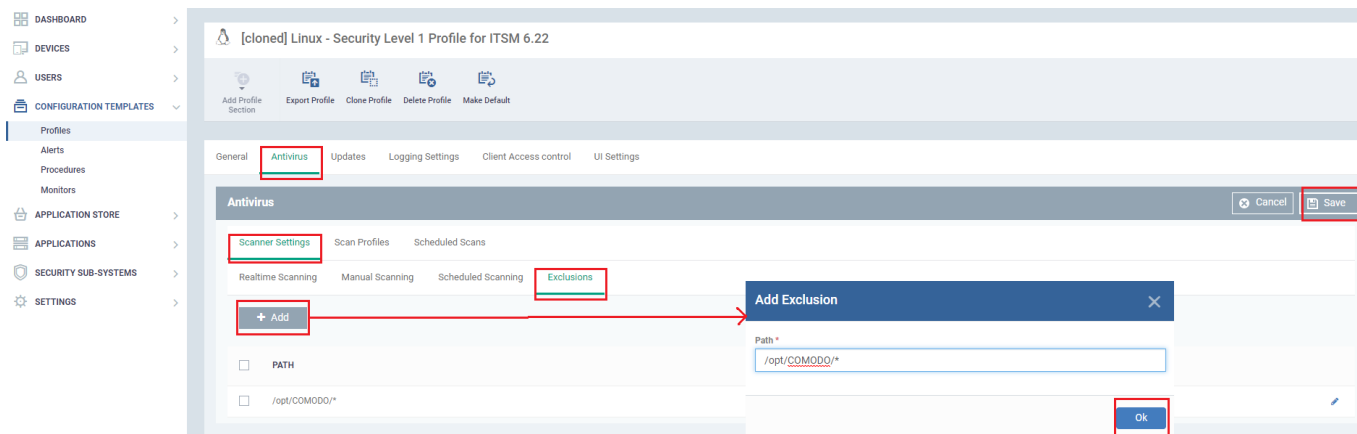 DASHBOARD
DEVICES
USERS
CONFIGURATION TEMPLATES
Profiles
Alerts
Procedures
Monitors
APPLICATION STORE
APPLICATIONS
SECURITY SUB-SYSTEMS
SETTINGS
[cloned] Linux - Security Level 1 Profile for ITSM 6.22
Add Profile Section Export Profile Clone Profile Delete Profile Make Default
General Antivirus Updates Logging Settings Client Access control UI Settings
Antivirus Cancel Save
Scanner Settings Scan Profiles Scheduled Scans
Realtime Scanning Manual Scanning Scheduled Scanning Exclusions
+ Add
PATH
/opt/COMODO/*
Add Exclusion
Path *
/opt/COMODO/*
Ok